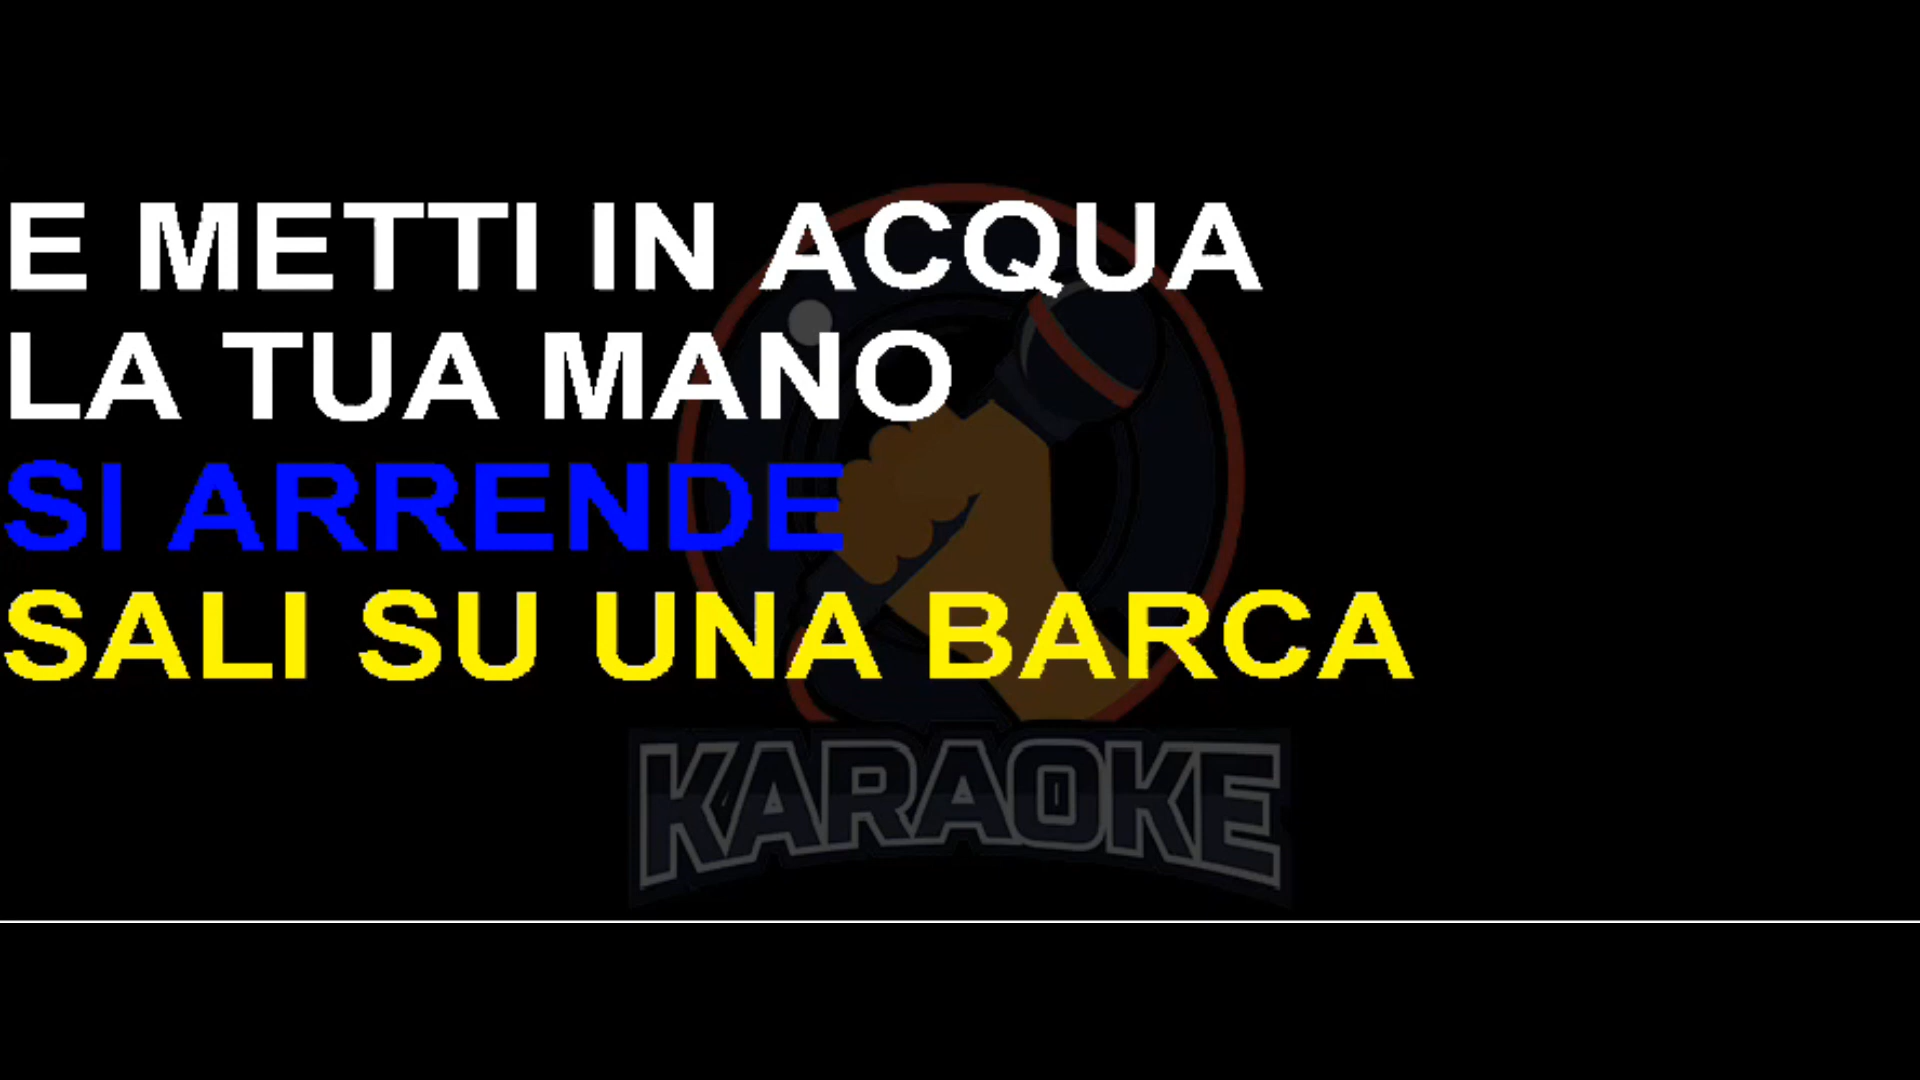 E METTI IN ACQUA
LA TUA MANO
SI ARRENDE
SALI SU UNA BARCA
KARAOKE